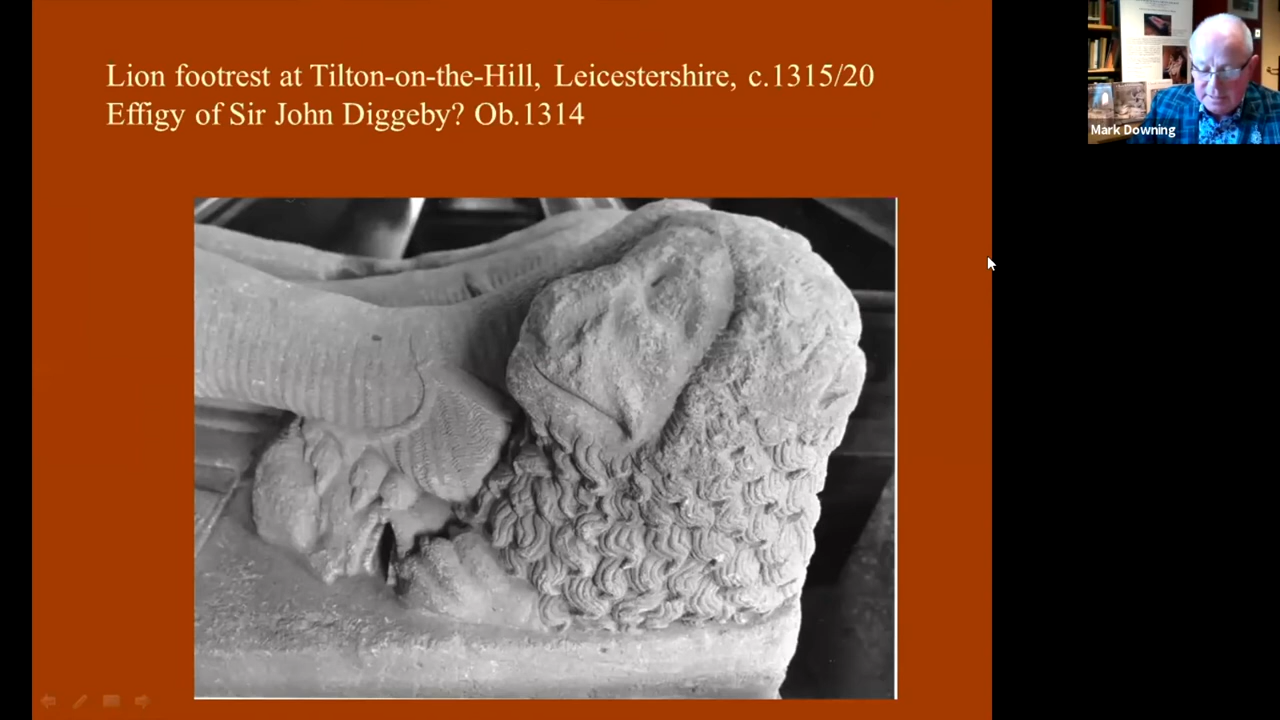 Lion footrest at Tilton-on-the-Hill, Leicestershire, c.1315/20
Effigy of Sir John Diggeby? Ob.1314
Mark Downing